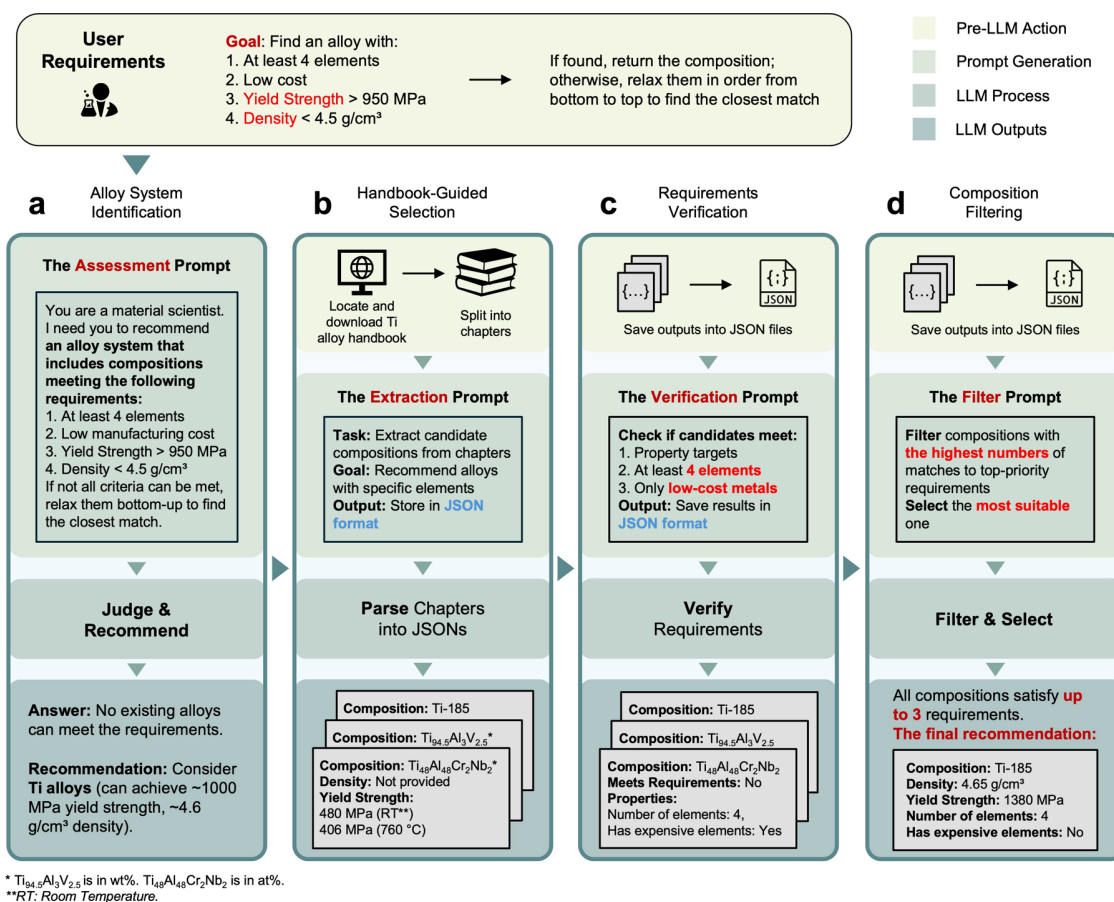 User
Requirements
Goal: Find an alloy with:
1. At least 4 elements
2. Low cost
3. Yield Strength > 950 MPa
4. Density < 4.5 g/cm³
If found, return the composition;
otherwise, relax them in order from
bottom to top to find the closest match
Pre-LLM Action
Prompt Generation
LLM Process
LLM Outputs
a
Alloy System
Identification
The Assessment Prompt
You are a material scientist.
I need you to recommend
an alloy system that
includes compositions
meeting the following
requirements:
1. At least 4 elements
2. Low manufacturing cost
3. Yield Strength > 950 MPa
4. Density < 4.5 g/cm³
If not all criteria can be met,
relax them bottom-up to find
the closest match.
Judge &
Recommend
Answer: No existing alloys
can meet the requirements.
Recommendation: Consider
Ti alloys (can achieve ~1000
MPa yield strength, ~4.6
g/cm³ density).
b
Handbook-Guided
Selection
Locate and
download Ti
alloy handbook
Split into
chapters
The Extraction Prompt
Task: Extract candidate
compositions from chapters
Goal: Recommend alloys
with specific elements
Output: Store in JSON
format
Parse Chapters
into JSONs
Composition: Ti-185
Composition: Ti₉₄.₅Al₃V₂.₅*
Composition: Ti₄₈Al₄₈Cr₂Nb₂*
Density: Not provided
Yield Strength:
480 MPa (RT**)
406 MPa (760 °C)
c
Requirements
Verification
{...}
{;}
JSON
Save outputs into JSON files
The Verification Prompt
Check if candidates meet:
1. Property targets
2. At least 4 elements
3. Only low-cost metals
Output: Save results in
JSON format
Verify
Requirements
Composition: Ti-185
Composition: Ti₉₄.₅Al₃V₂.₅
Composition: Ti₄₈Al₄₈Cr₂Nb₂
Meets Requirements: No
Properties:
Number of elements: 4,
Has expensive elements: Yes
d
Composition
Filtering
{...}
{;}
JSON
Save outputs into JSON files
The Filter Prompt
Filter compositions with
the highest numbers of
matches to top-priority
requirements
Select the most suitable
one
Filter & Select
All compositions satisfy up
to 3 requirements.
The final recommendation:
Composition: Ti-185
Density: 4.65 g/cm³
Yield Strength: 1380 MPa
Number of elements: 4
Has expensive elements: No
* Ti₉₄.₅Al₃V₂.₅ is in wt%. Ti₄₈Al₄₈Cr₂Nb₂ is in at%.
**RT: Room Temperature.